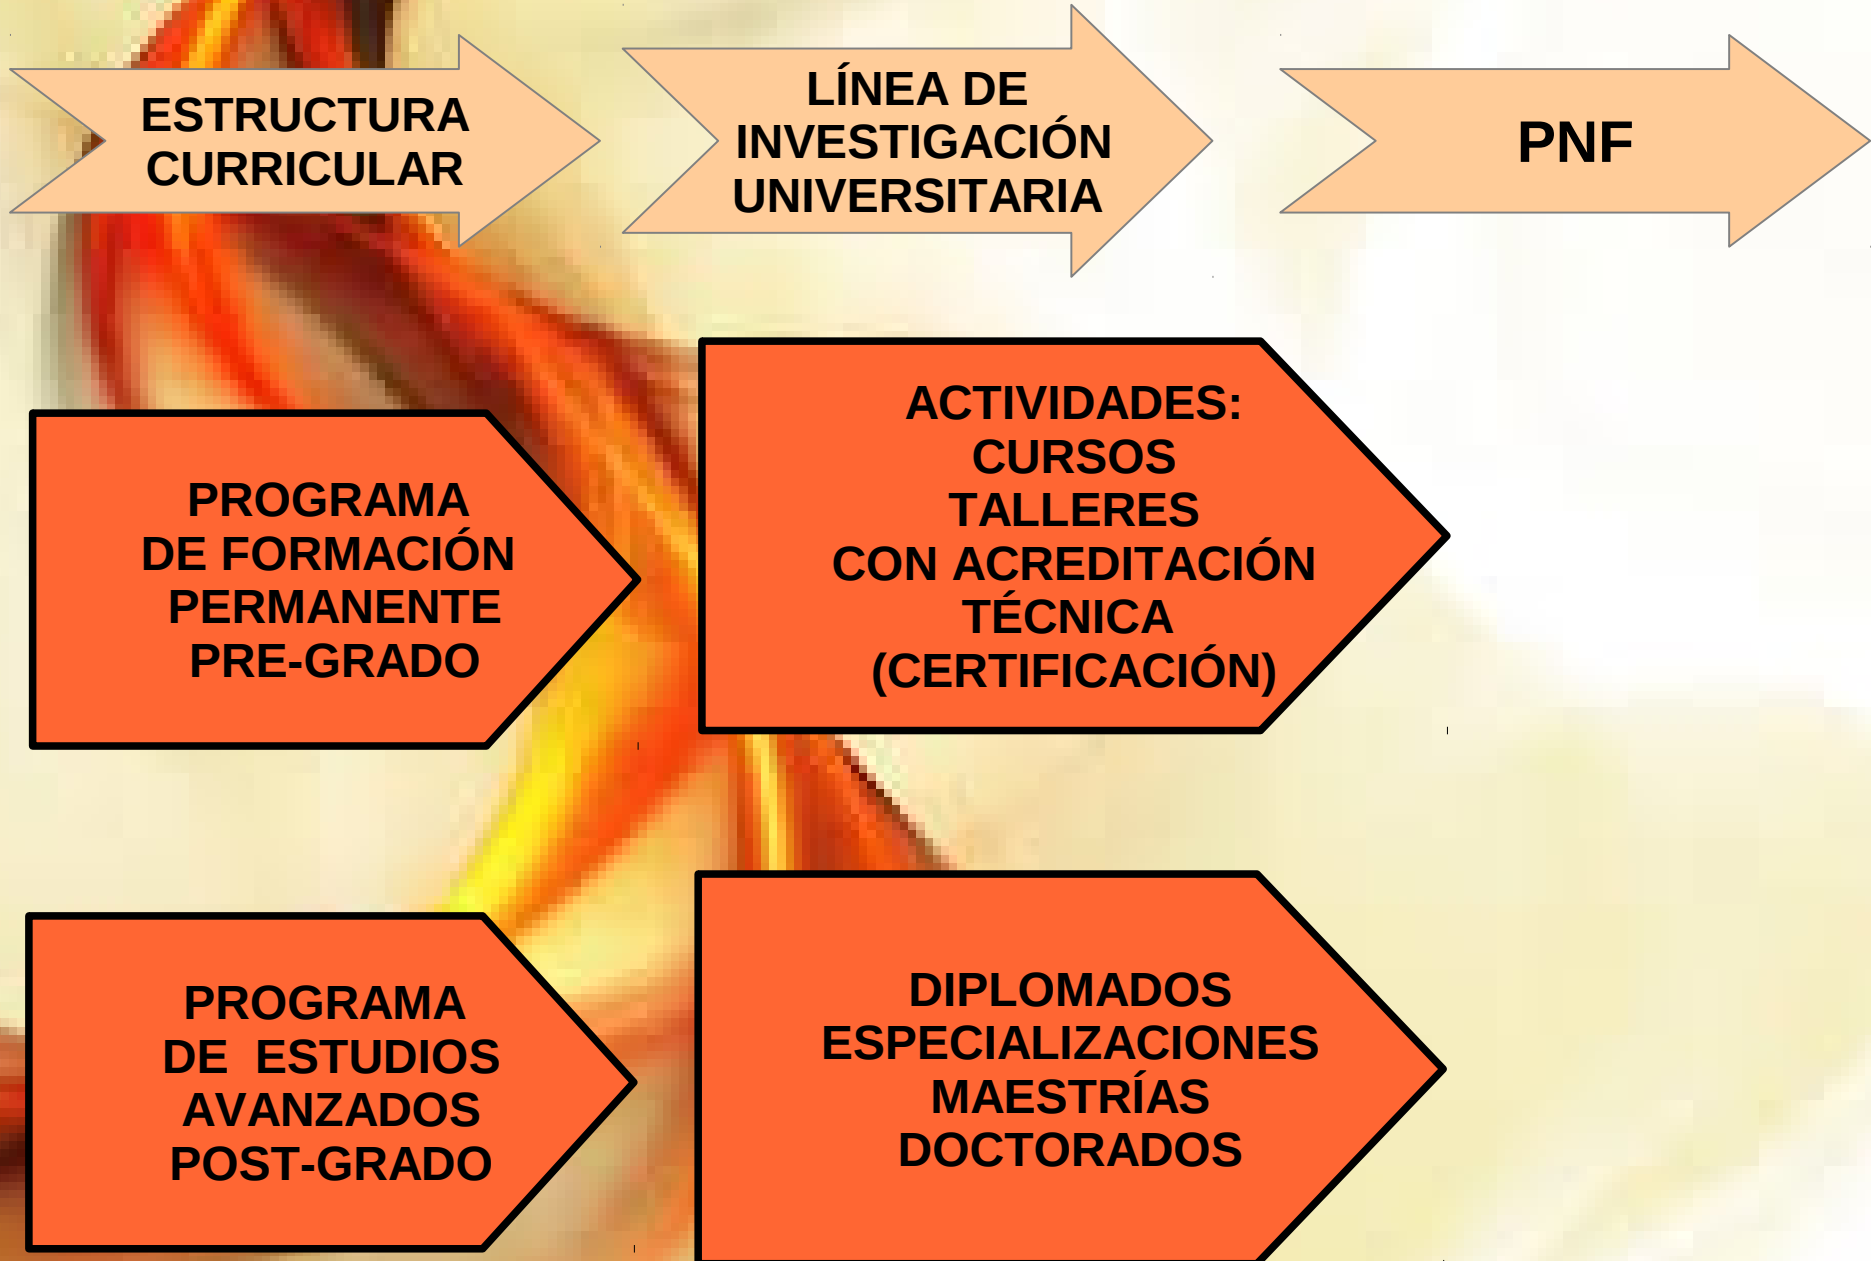 ESTRUCTURA
CURRICULAR
LÍNEA DE
INVESTIGACIÓN
UNIVERSITARIA
PNF
PROGRAMA
DE FORMACIÓN
PERMANENTE
PRE-GRADO
ACTIVIDADES:
CURSOS
TALLERES
CON ACREDITACIÓN
TÉCNICA
(CERTIFICACIÓN)
PROGRAMA
DE ESTUDIOS
AVANZADOS
POST-GRADO
DIPLOMADOS
ESPECIALIZACIONES
MAESTRÍAS
DOCTORADOS